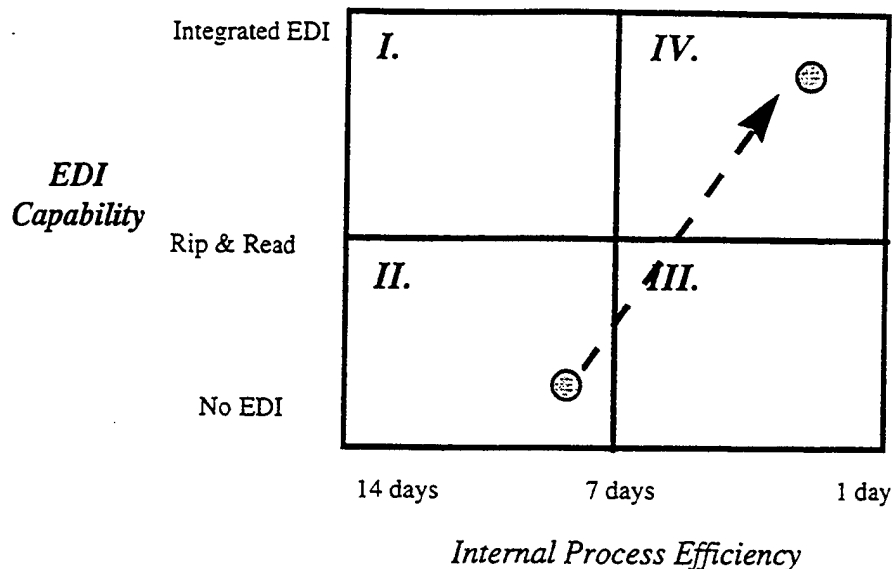 Integrated EDI
I.
IV.
EDI
Capability
Rip & Read
II.
III.
No EDI
14 days
7 days
1 day
Internal Process Efficiency